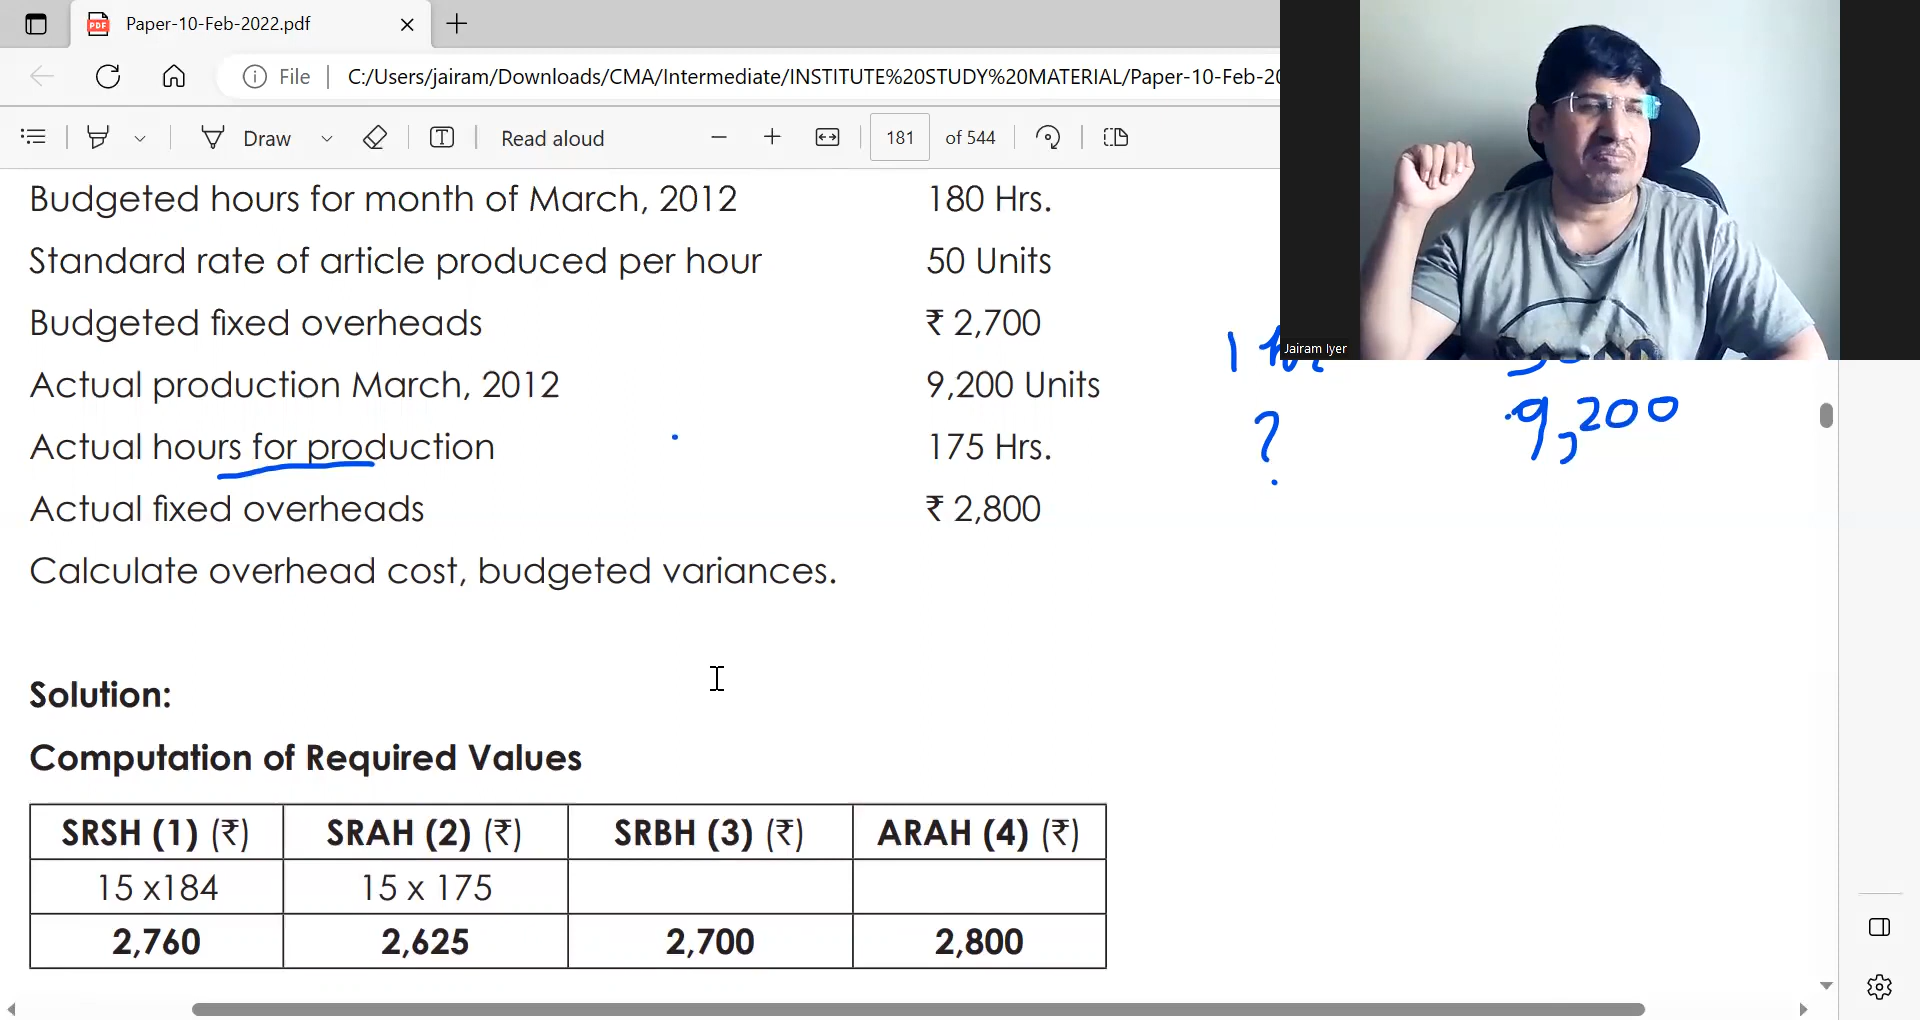 Paper-10-Feb-2022.pdf
File
C:/Users/jairam/Downloads/CMA/Intermediate/INSTITUTE%20STUDY%20MATERIAL/Paper-10-Feb-20
Draw
Read aloud
181 of 544
Jairam Iyer
Budgeted hours for month of March, 2012 180 Hrs.
Standard rate of article produced per hour 50 Units
Budgeted fixed overheads ₹ 2,700
Actual production March, 2012 9,200 Units
Actual hours for production 175 Hrs.
Actual fixed overheads ₹ 2,800
Calculate overhead cost, budgeted variances.
1
? 9,200
Solution:
Computation of Required Values
SRSH (1) (₹) SRAH (2) (₹) SRBH (3) (₹) ARAH (4) (₹)
15 x184 15 x 175
2,760 2,625 2,700 2,800